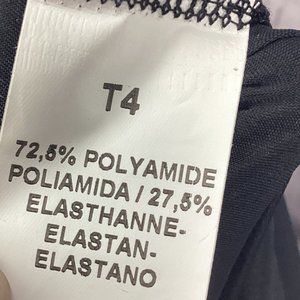 T4
72,5% POLYAMIDE
POLIAMIDA / 27,5%
ELASTHANNE-
ELASTAN-
ELASTANO